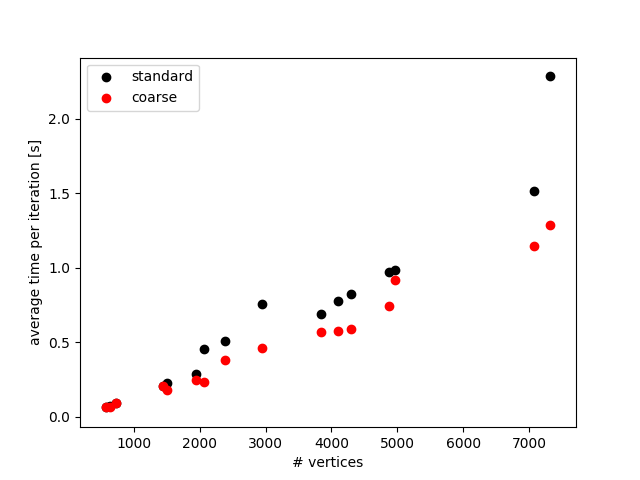 standard
coarse
average time per iteration [s]
2.0
1.5
1.0
0.5
0.0
1000 2000 3000 4000 5000 6000 7000
# vertices